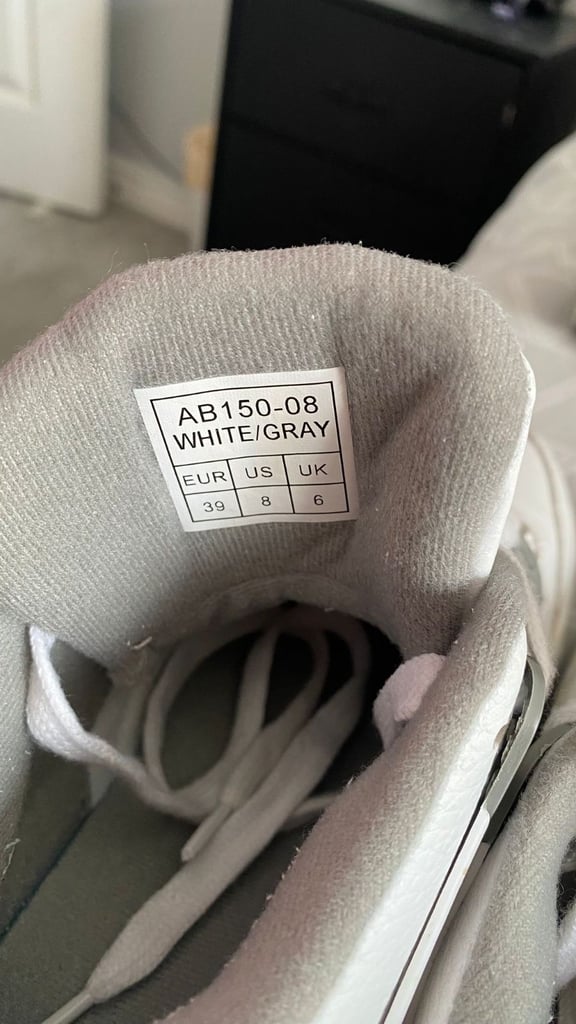 AB150-08
WHITE/GRAY
EUR US UK
39 8 6